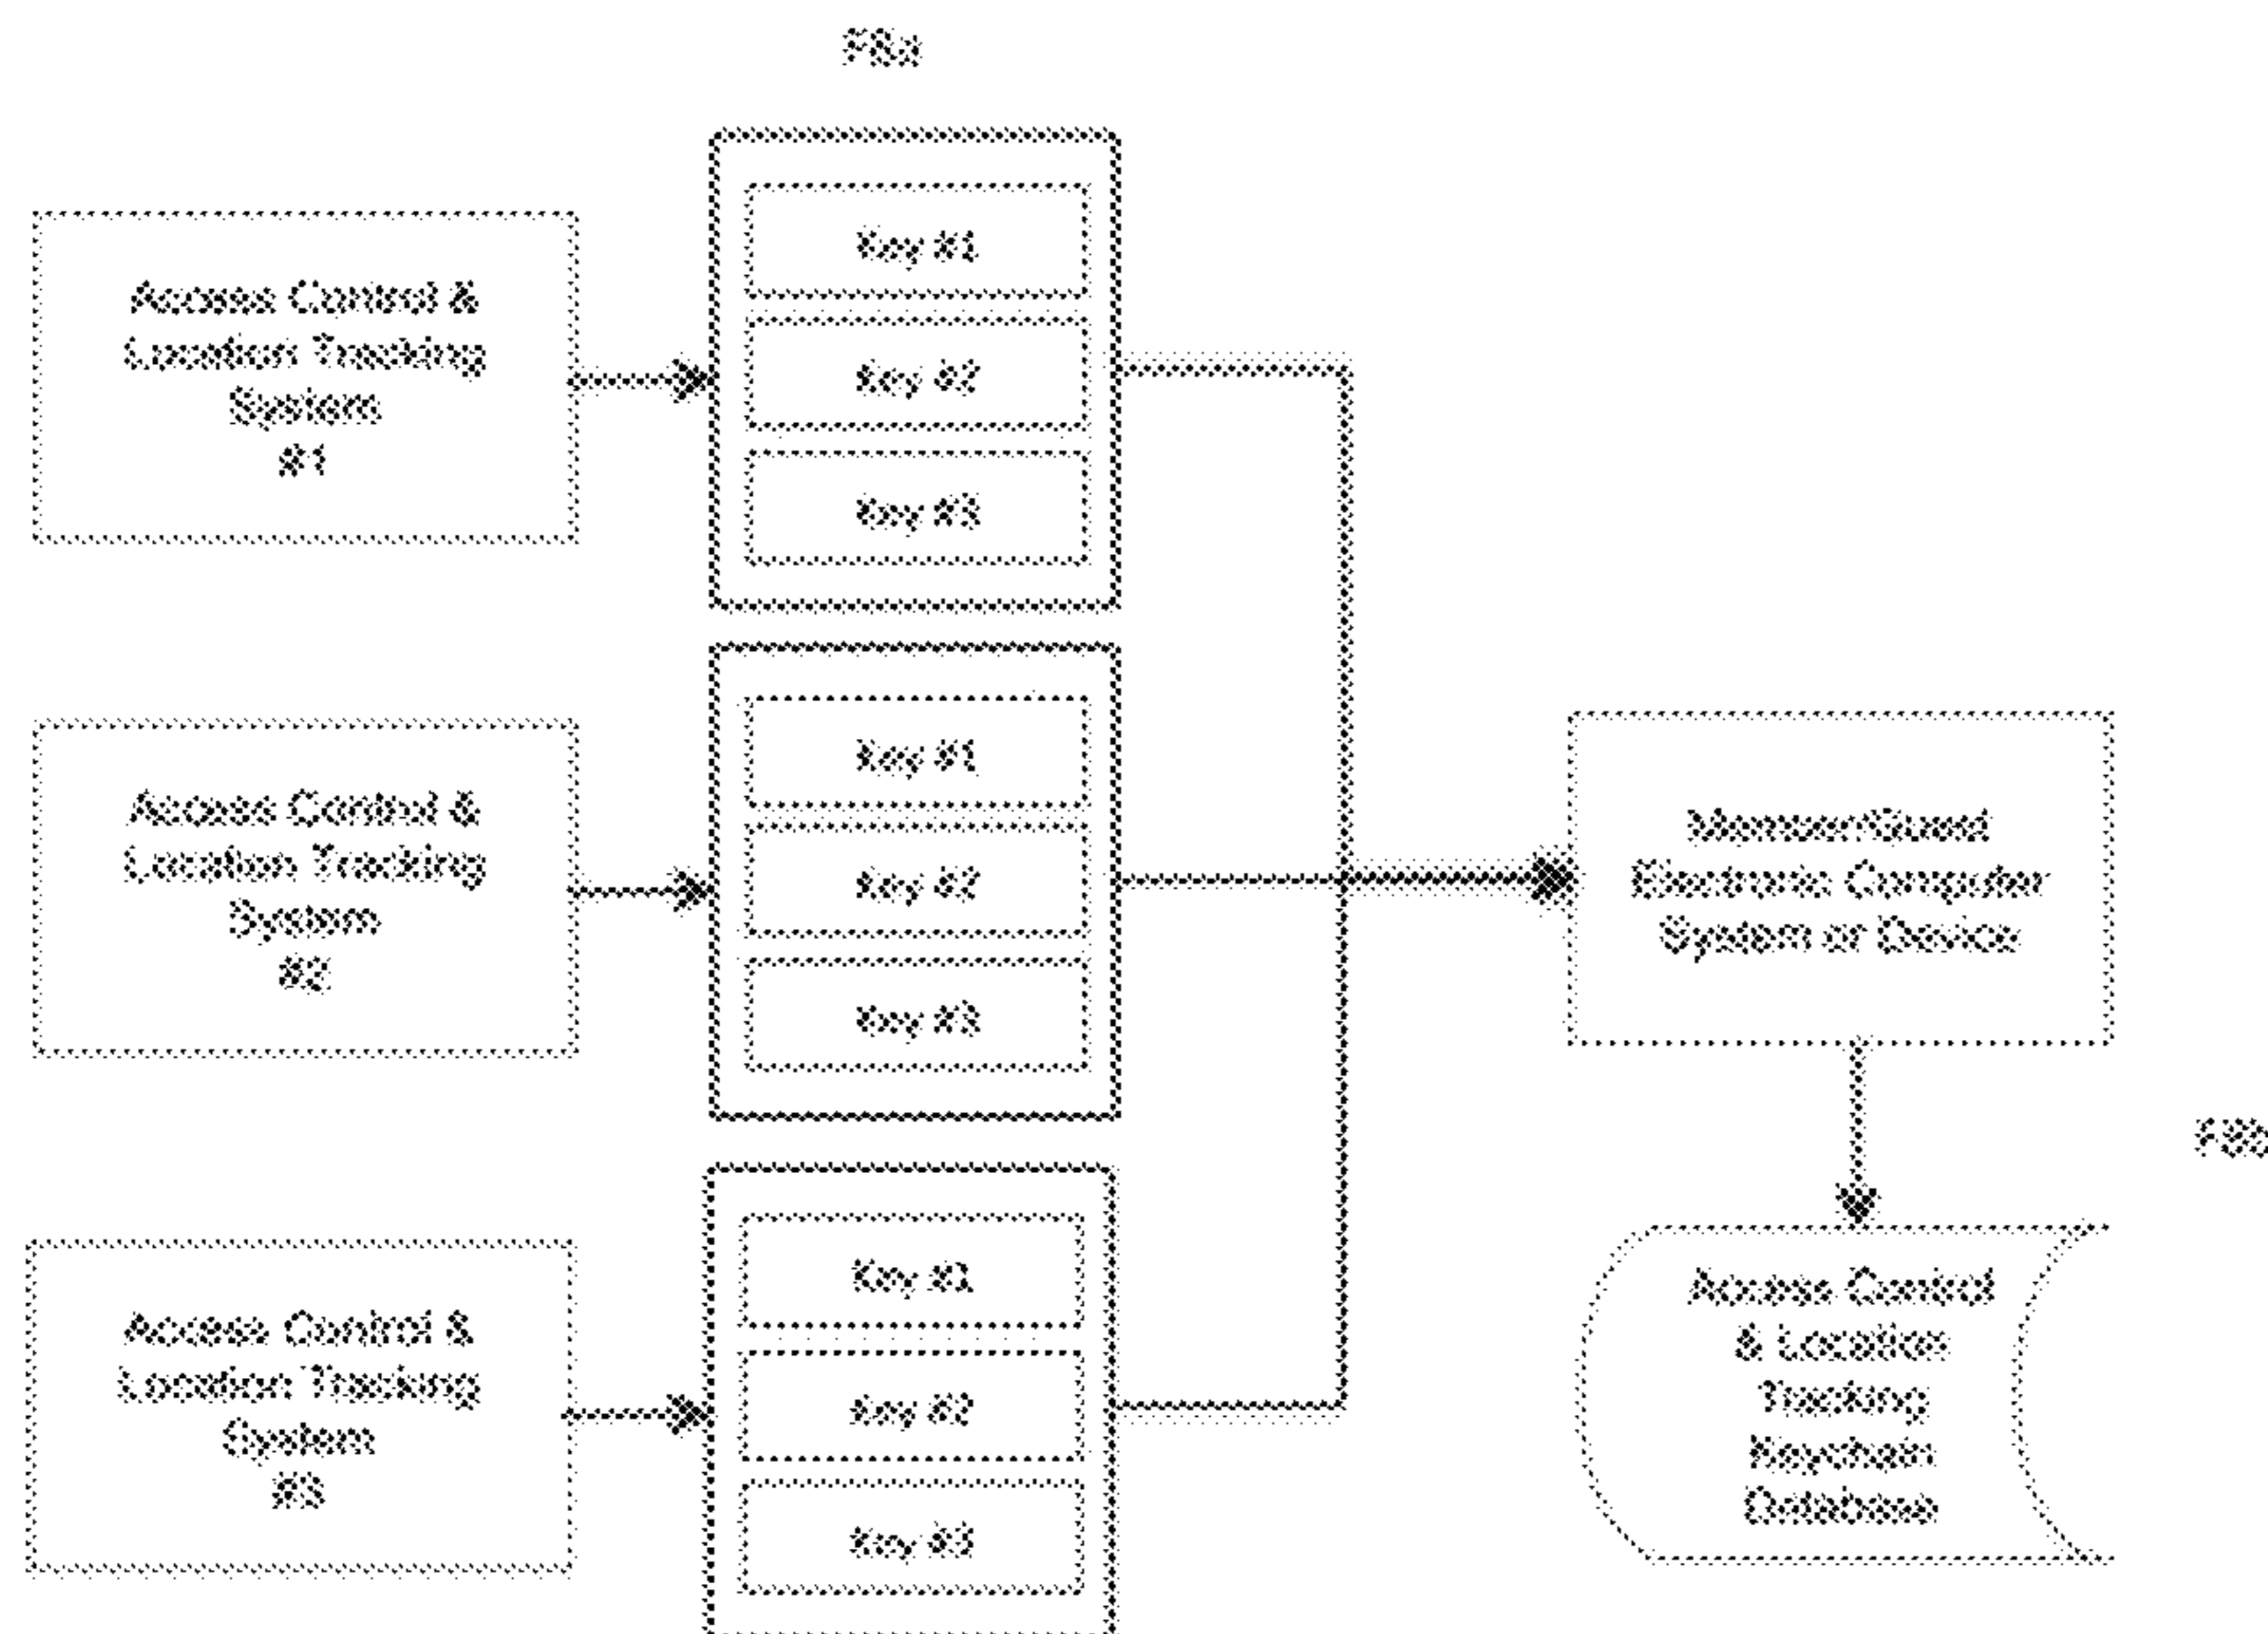 Access Control &
Location Tracking
System
#1
Key #1
Key #2
Key #3
Access Control &
Location Tracking
System
#2
Key #1
Key #2
Key #3
Access Control &
Location Tracking
System
#3
Key #1
Key #2
Key #3
Electronic Computer
System or Device
Access Control
& Location
Tracking
Keychain
Database